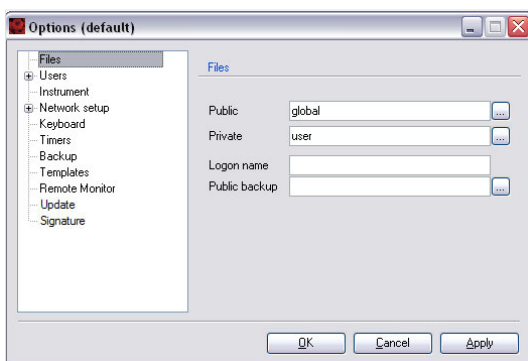 Options (default)
Files
Users
Instrument
Network setup
Keyboard
Timers
Backup
Templates
Remote Monitor
Update
Signature
Files
Public global ...
Private user ...
Logon name
Public backup ...
OK Cancel Apply